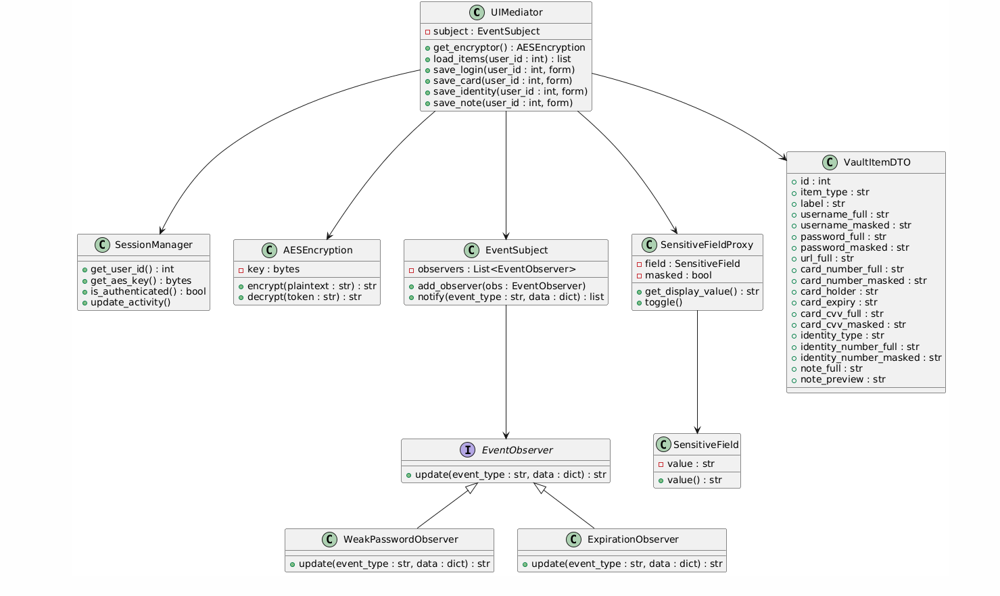 C UIMediator
subject : EventSubject
get_encryptor() : AESEncryption
load_items(user_id : int) : list
save_login(user_id : int, form)
save_card(user_id : int, form)
save_identity(user_id : int, form)
save_note(user_id : int, form)
C VaultItemDTO
id : int
item_type : str
label : str
username_full : str
username_masked : str
password_full : str
password_masked : str
url_full : str
card_number_full : str
card_number_masked : str
card_holder : str
card_expiry : str
card_cvv_full : str
card_cvv_masked : str
identity_type : str
identity_number_full : str
identity_number_masked : str
note_full : str
note_preview : str
C SessionManager
get_user_id() : int
get_aes_key() : bytes
is_authenticated() : bool
update_activity()
C AESEncryption
key : bytes
encrypt(plaintext : str) : str
decrypt(token : str) : str
C EventSubject
observers : List<EventObserver>
add_observer(obs : EventObserver)
notify(event_type : str, data : dict) : list
C SensitiveFieldProxy
field : SensitiveField
masked : bool
get_display_value() : str
toggle()
I EventObserver
update(event_type : str, data : dict) : str
C SensitiveField
value : str
value() : str
C WeakPasswordObserver
update(event_type : str, data : dict) : str
C ExpirationObserver
update(event_type : str, data : dict) : str